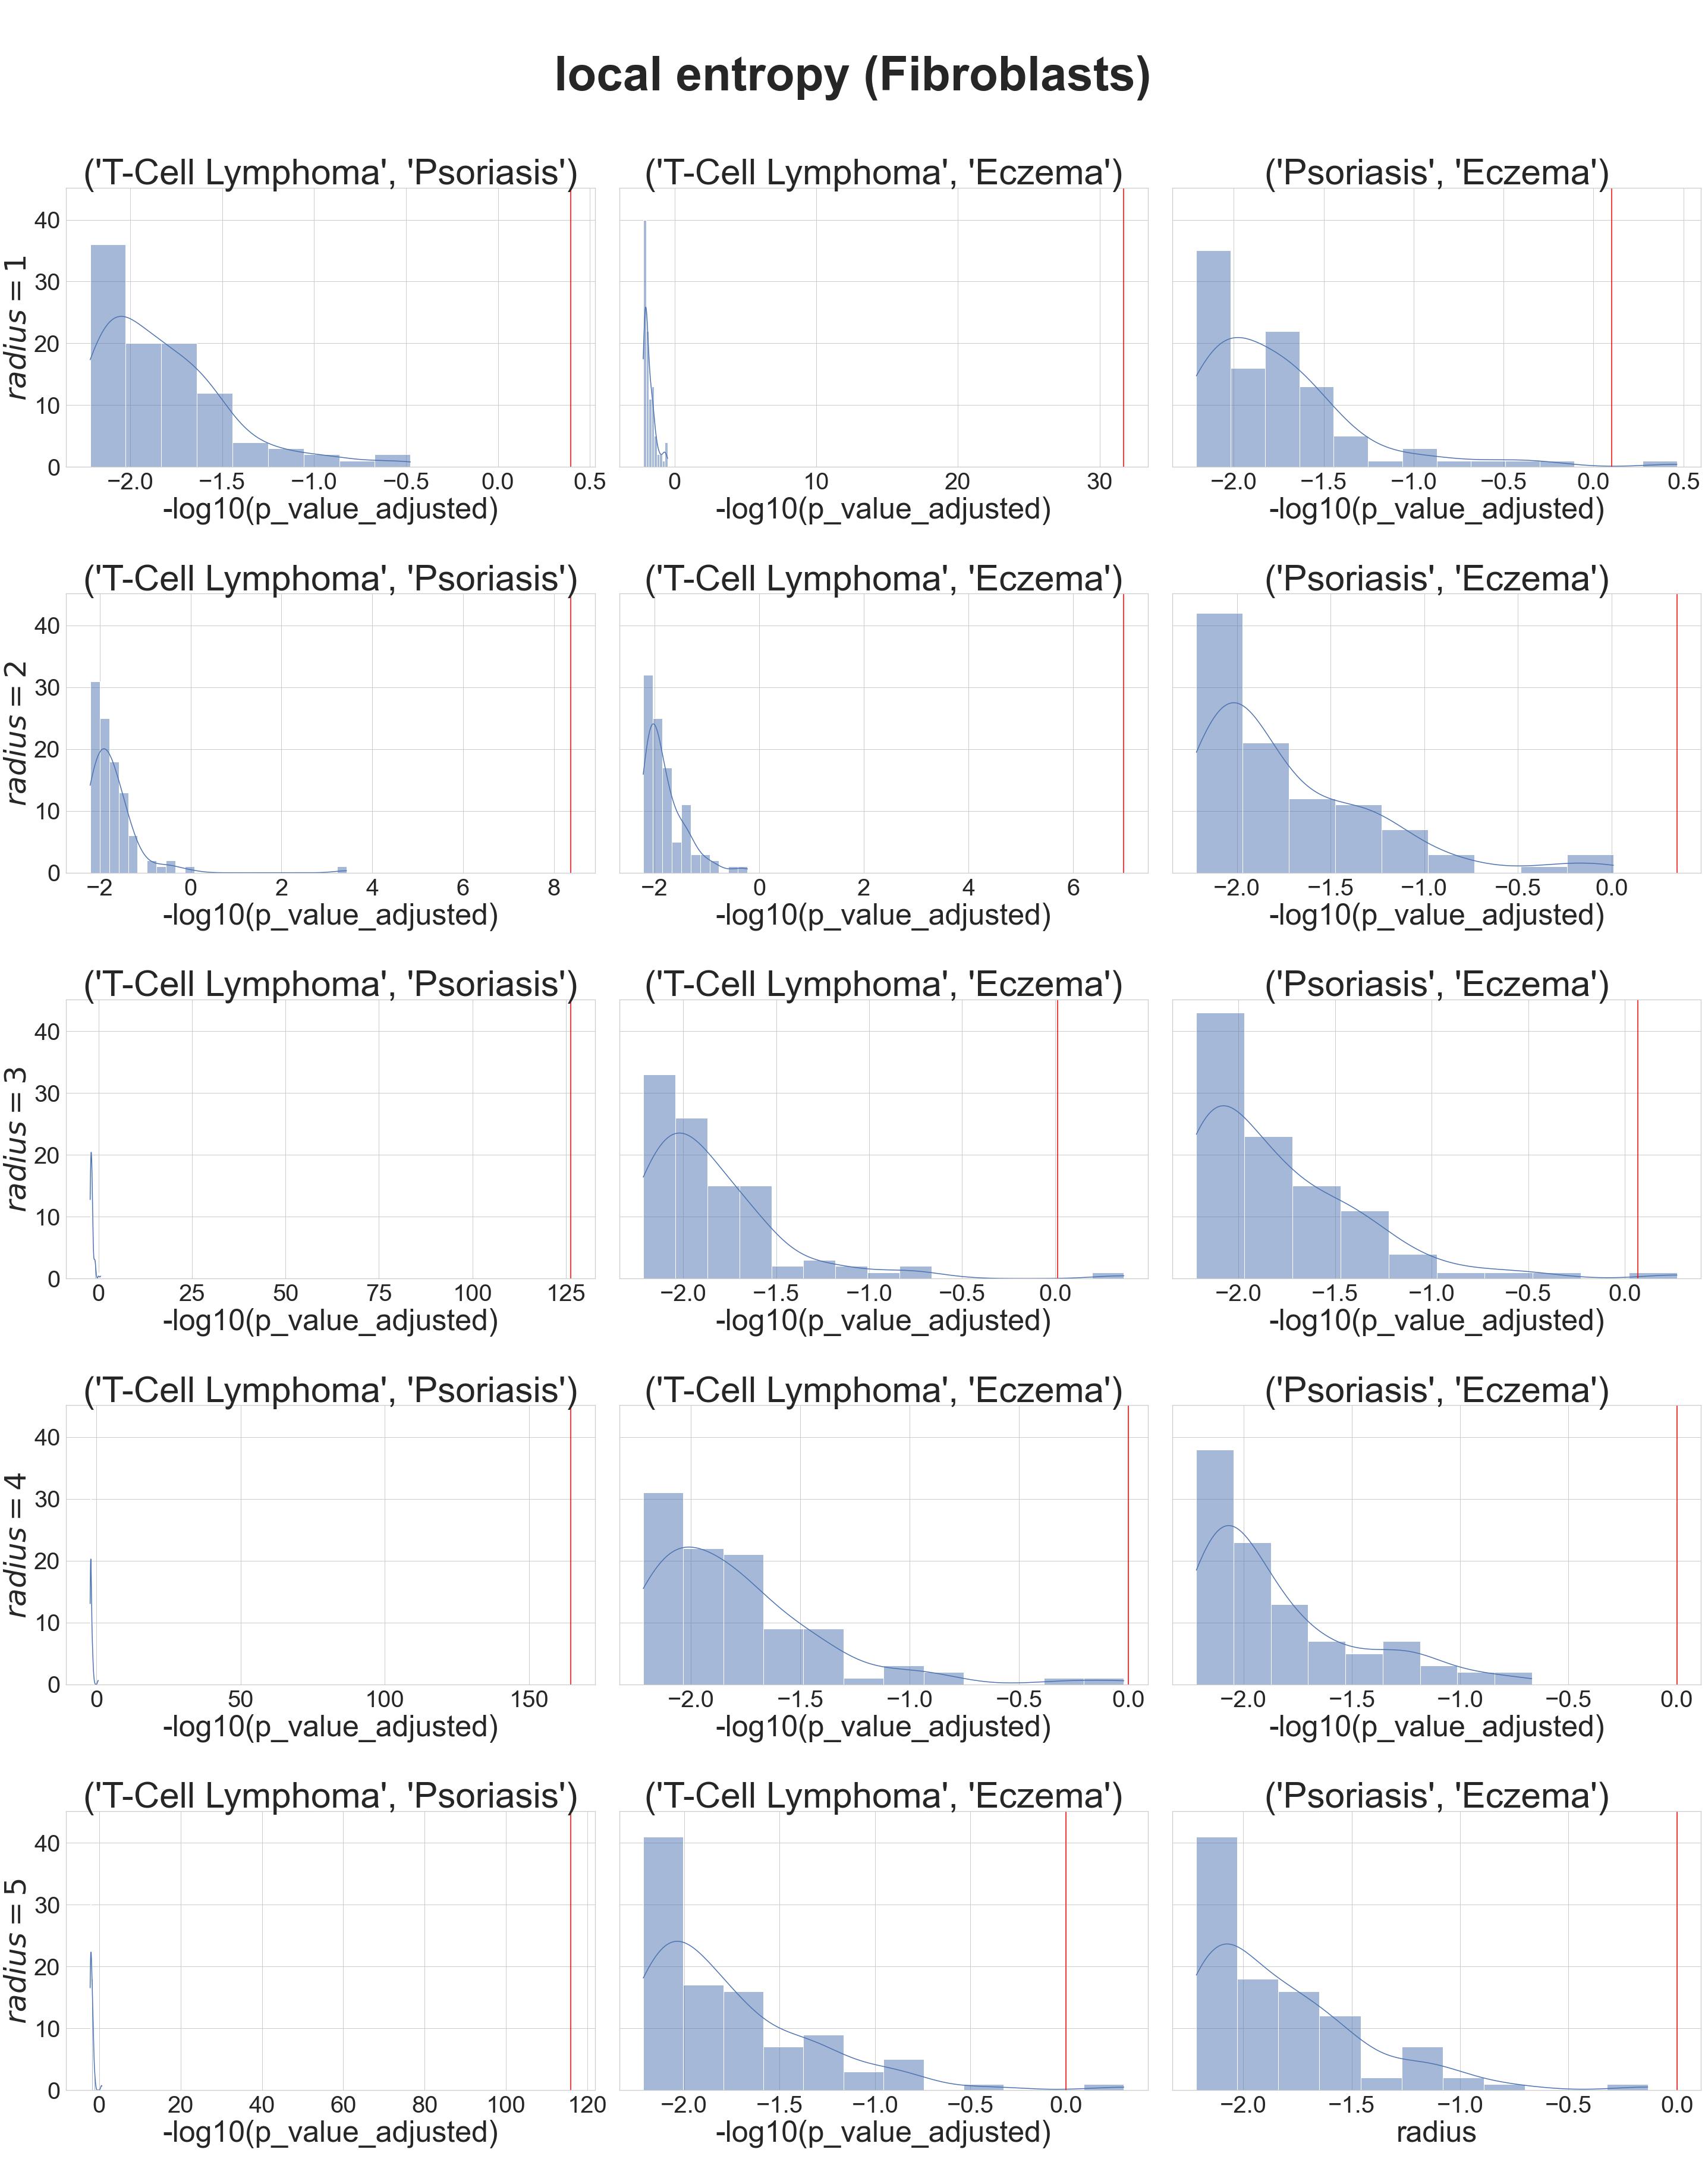 local entropy (Fibroblasts)
('T-Cell Lymphoma', 'Psoriasis') ('T-Cell Lymphoma', 'Eczema') ('Psoriasis', 'Eczema')
radius = 1
40
30
20
10
0
−2.0 −1.5 −1.0 −0.5 0.0 0.5 0 10 20 30 −2.0 −1.5 −1.0 −0.5 0.0 0.5
-log10(p_value_adjusted) -log10(p_value_adjusted) -log10(p_value_adjusted)
('T-Cell Lymphoma', 'Psoriasis') ('T-Cell Lymphoma', 'Eczema') ('Psoriasis', 'Eczema')
radius = 2
40
30
20
10
0
−2 0 2 4 6 8 −2 0 2 4 6 −2.0 −1.5 −1.0 −0.5 0.0
-log10(p_value_adjusted) -log10(p_value_adjusted) -log10(p_value_adjusted)
('T-Cell Lymphoma', 'Psoriasis') ('T-Cell Lymphoma', 'Eczema') ('Psoriasis', 'Eczema')
radius = 3
40
30
20
10
0
0 25 50 75 100 125 −2.0 −1.5 −1.0 −0.5 0.0 −2.0 −1.5 −1.0 −0.5 0.0
-log10(p_value_adjusted) -log10(p_value_adjusted) -log10(p_value_adjusted)
('T-Cell Lymphoma', 'Psoriasis') ('T-Cell Lymphoma', 'Eczema') ('Psoriasis', 'Eczema')
radius = 4
40
30
20
10
0
0 50 100 150 −2.0 −1.5 −1.0 −0.5 0.0 −2.0 −1.5 −1.0 −0.5 0.0
-log10(p_value_adjusted) -log10(p_value_adjusted) -log10(p_value_adjusted)
('T-Cell Lymphoma', 'Psoriasis') ('T-Cell Lymphoma', 'Eczema') ('Psoriasis', 'Eczema')
radius = 5
40
30
20
10
0
0 20 40 60 80 100 120 −2.0 −1.5 −1.0 −0.5 0.0 −2.0 −1.5 −1.0 −0.5 0.0
-log10(p_value_adjusted) -log10(p_value_adjusted) radius